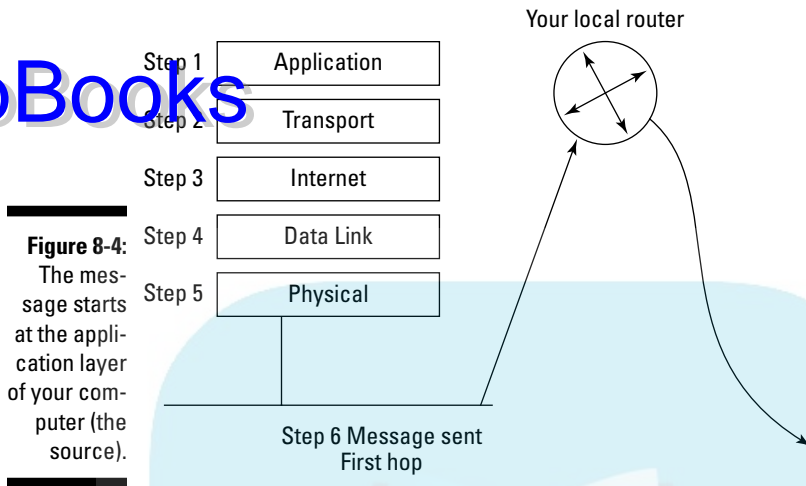 Your local router
Step 1 Application
Books
Step 2 Transport
Step 3 Internet
Step 4 Data Link
Step 5 Physical
Step 6 Message sent
First hop
Figure 8-4:
The mes-
sage starts
at the appli-
cation layer
of your com-
puter (the
source).